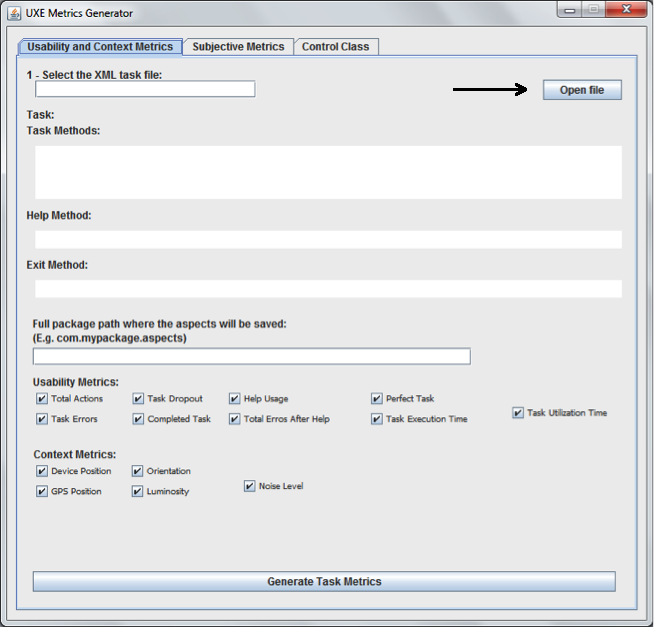 UXE Metrics Generator
Usability and Context Metrics Subjective Metrics Control Class
1 - Select the XML task file:
Open file
Task:
Task Methods:
Help Method:
Exit Method:
Full package path where the aspects will be saved:
(E.g. com.mypackage.aspects)
Usability Metrics:
Total Actions Task Dropout Help Usage Perfect Task
Task Errors Completed Task Total Erros After Help Task Execution Time Task Utilization Time
Context Metrics:
Device Position Orientation
GPS Position Luminosity Noise Level
Generate Task Metrics